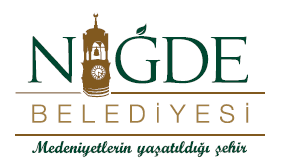 NİĞDE
BELEDİYESİ
Medeniyetlerin yaşatıldığı şehir